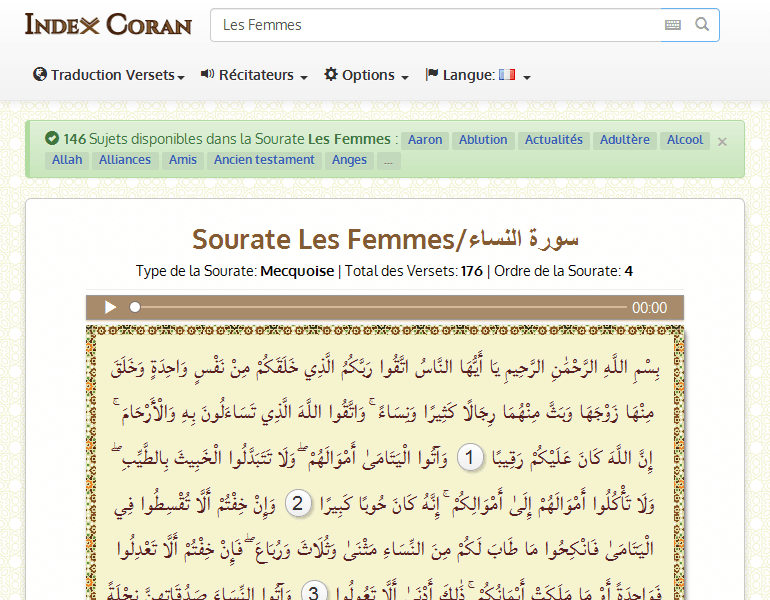 Index Coran
Les Femmes
Traduction Versets
Récitateurs
Options
Langue:
146 Sujets disponibles dans la Sourate Les Femmes : Aaron Ablution Actualités Adultère Alcool ×
Allah Alliances Amis Ancien testament Anges ...
Sourate Les Femmes/سورة النساء
Type de la Sourate: Mecquoise | Total des Versets: 176 | Ordre de la Sourate: 4
00:00
بِسْمِ اللَّهِ الرَّحْمَٰنِ الرَّحِيمِ يَا أَيُّهَا النَّاسُ اتَّقُوا رَبَّكُمُ الَّذِي خَلَقَكُمْ مِنْ نَفْسٍ وَاحِدَةٍ وَخَلَقَ
مِنْهَا زَوْجَهَا وَبَثَّ مِنْهُمَا رِجَالًا كَثِيرًا وَنِسَاءً ۚ وَاتَّقُوا اللَّهَ الَّذِي تَسَاءَلُونَ بِهِ وَالْأَرْحَامَ ۚ
إِنَّ اللَّهَ كَانَ عَلَيْكُمْ رَقِيبًا 1 وَآتُوا الْيَتَامَىٰ أَمْوَالَهُمْ ۖ وَلَا تَتَبَدَّلُوا الْخَبِيثَ بِالطَّيِّبِ ۖ
وَلَا تَأْكُلُوا أَمْوَالَهُمْ إِلَىٰ أَمْوَالِكُمْ ۚ إِنَّهُ كَانَ حُوبًا كَبِيرًا 2 وَإِنْ خِفْتُمْ أَلَّا تُقْسِطُوا فِي
الْيَتَامَىٰ فَانْكِحُوا مَا طَابَ لَكُمْ مِنَ النِّسَاءِ مَثْنَىٰ وَثُلَاثَ وَرُبَاعَ ۖ فَإِنْ خِفْتُمْ أَلَّا تَعْدِلُوا
فَوَاحِدَةً أَوْ مَا مَلَكَتْ أَيْمَانُكُمْ ۚ ذَٰلِكَ أَدْنَىٰ أَلَّا تَعُولُوا 3 وَآتُوا النِّسَاءَ صَدُقَاتِهِنَّ نِحْلَةً